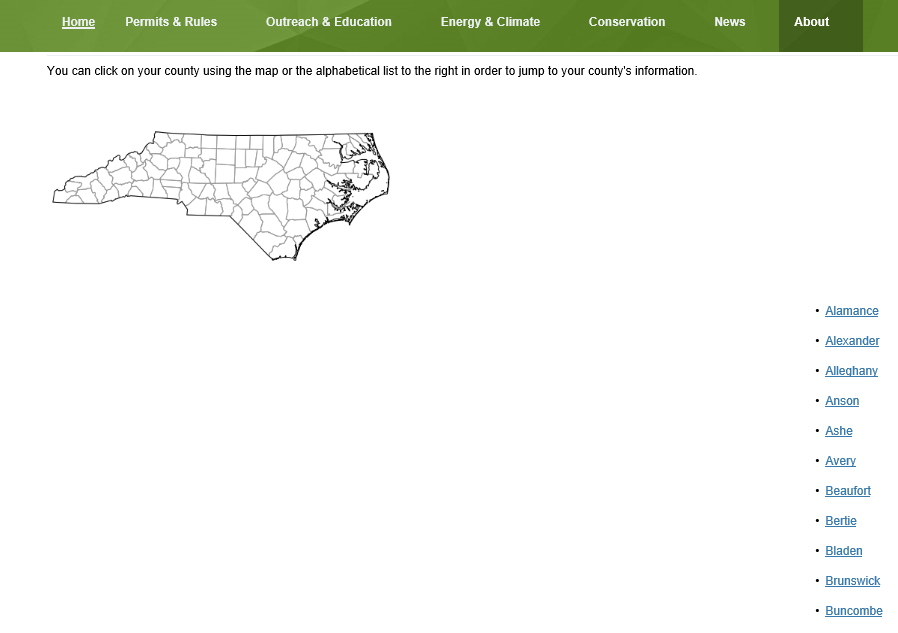 Home Permits & Rules Outreach & Education Energy & Climate Conservation News About
You can click on your county using the map or the alphabetical list to the right in order to jump to your county's information.
• Alamance
• Alexander
• Alleghany
• Anson
• Ashe
• Avery
• Beaufort
• Bertie
• Bladen
• Brunswick
• Buncombe